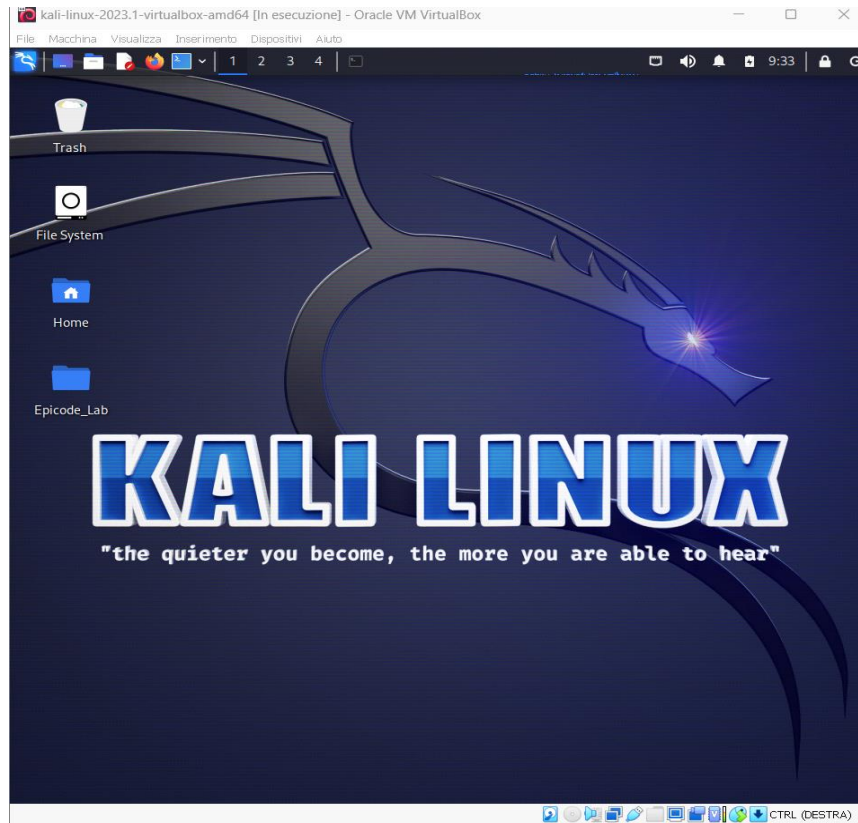 kali-linux-2023.1-virtualbox-amd64 [In esecuzione] - Oracle VM VirtualBox
File Macchina Visualizza Inserimento Dispositivi Aiuto
1 2 3 4 9:33
Trash
File System
Home
Epicode_Lab
KALI LINUX
"the quieter you become, the more you are able to hear"
CTRL (DESTRA)